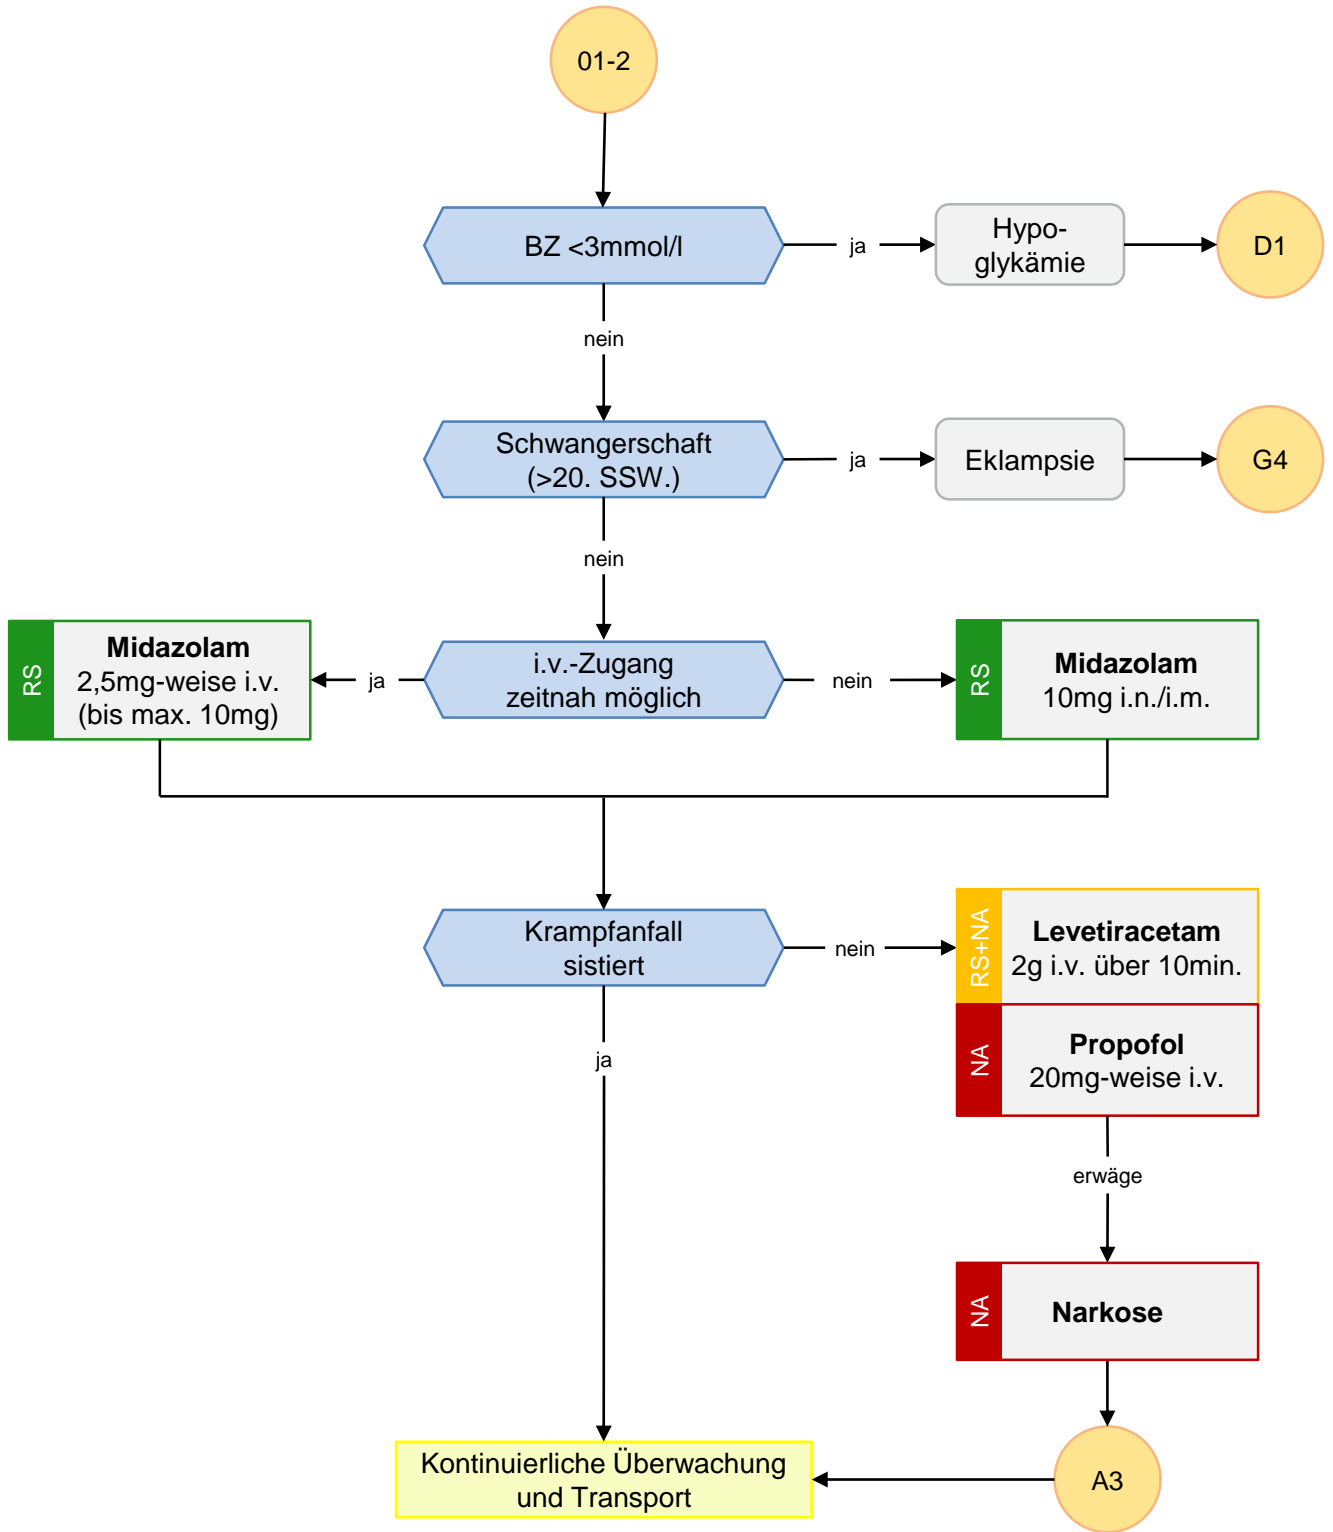 01-2
BZ <3mmol/l
ja
Hypo-
glykämie
D1
nein
Schwangerschaft
(>20. SSW.)
ja
Eklampsie
G4
nein
RS
Midazolam
2,5mg-weise i.v.
(bis max. 10mg)
ja
i.v.-Zugang
zeitnah möglich
nein
RS
Midazolam
10mg i.n./i.m.
Krampfanfall
sistiert
nein
RS+NA
Levetiracetam
2g i.v. über 10min.
NA
Propofol
20mg-weise i.v.
ja
erwäge
NA
Narkose
Kontinuierliche Überwachung
und Transport
A3